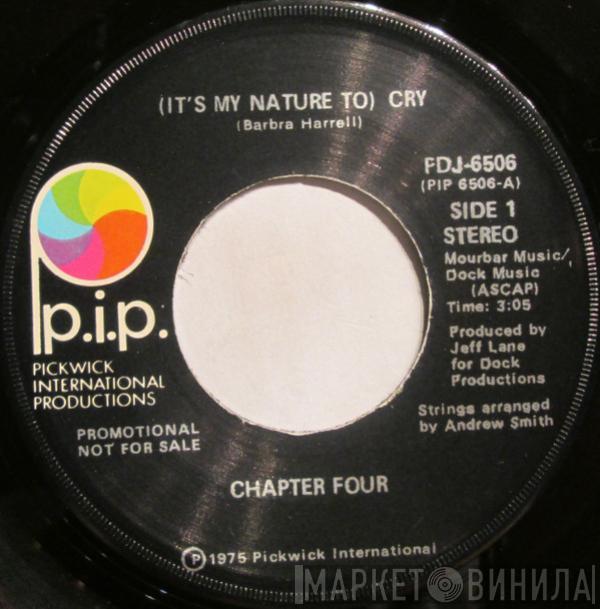 (IT'S MY NATURE TO) CRY
(Barbra Harrell)
FDJ-6506
(PIP 6506-A)
SIDE 1
STEREO
Mourbar Music/
Dock Music
(ASCAP)
Time: 3:05
Produced by
Jeff Lane
for Dock
Productions
Strings arranged
by Andrew Smith
p.i.p.
PICKWICK
INTERNATIONAL
PRODUCTIONS
PROMOTIONAL
NOT FOR SALE
CHAPTER FOUR
℗ 1975 Pickwick International
МАРКЕТ ВИНИЛА